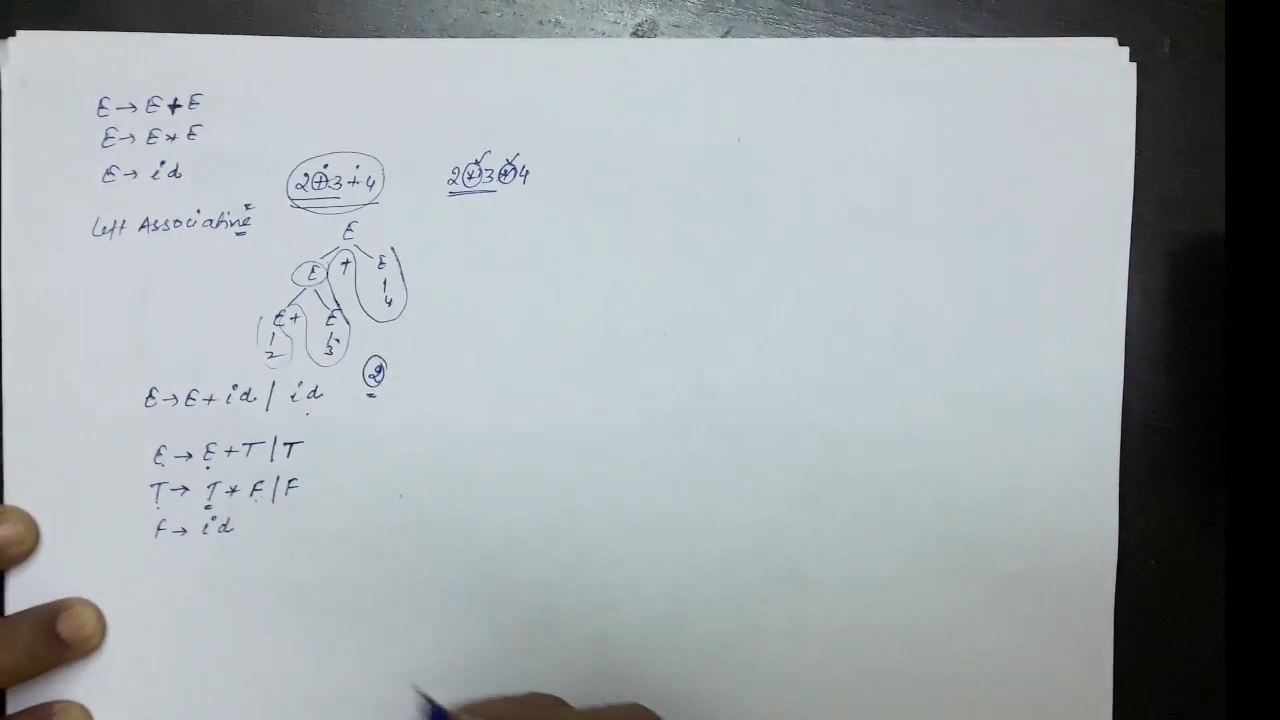 E → E + E
E → E * E
E → id
2+3+4
2 3 4
Left Associative
E
E + E
4
E + E
2 3
2
E → E + id / id
E → E + T / T
T → T * F / F
F → id